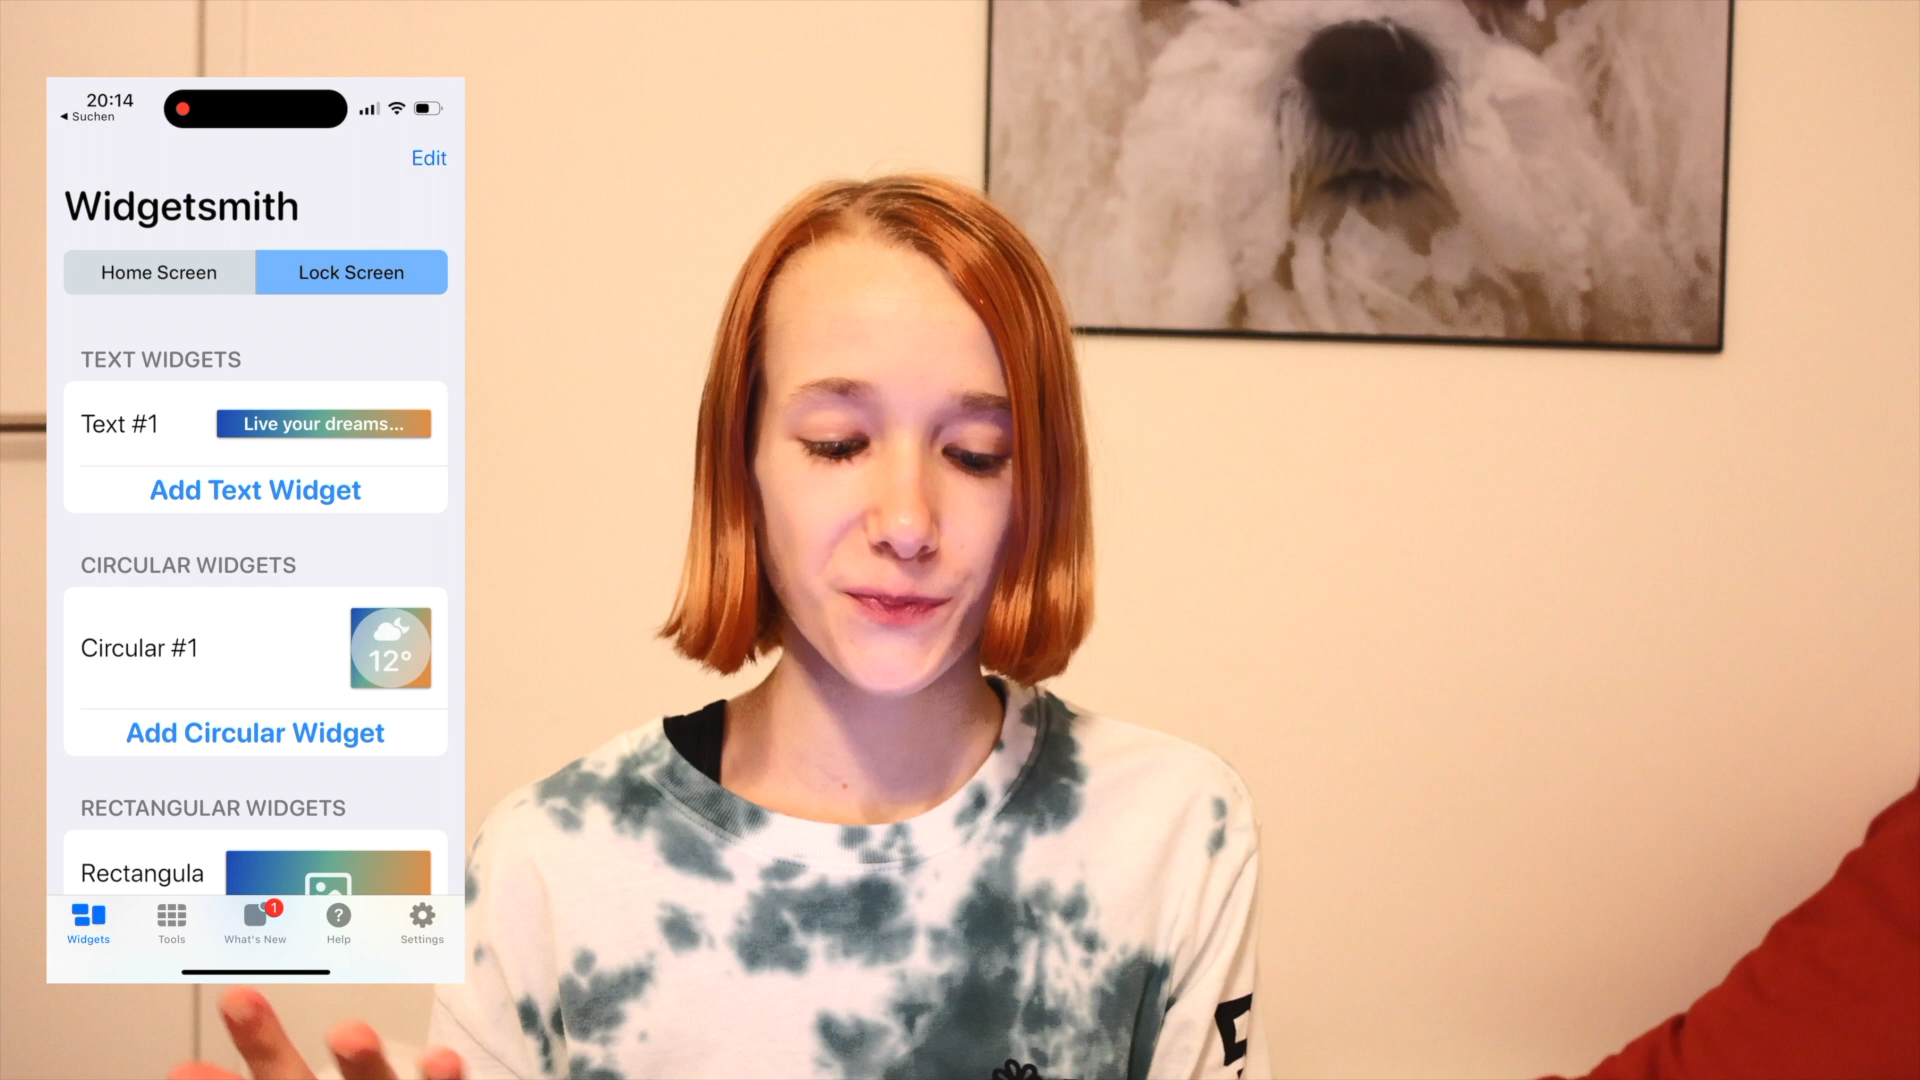 20:14
◀ Suchen
Edit
Widgetsmith
Home Screen
Lock Screen
TEXT WIDGETS
Text #1
Live your dreams...
Add Text Widget
CIRCULAR WIDGETS
Circular #1
12°
Add Circular Widget
RECTANGULAR WIDGETS
Rectangula
1
Widgets
Tools
What's New
?
Help
Settings